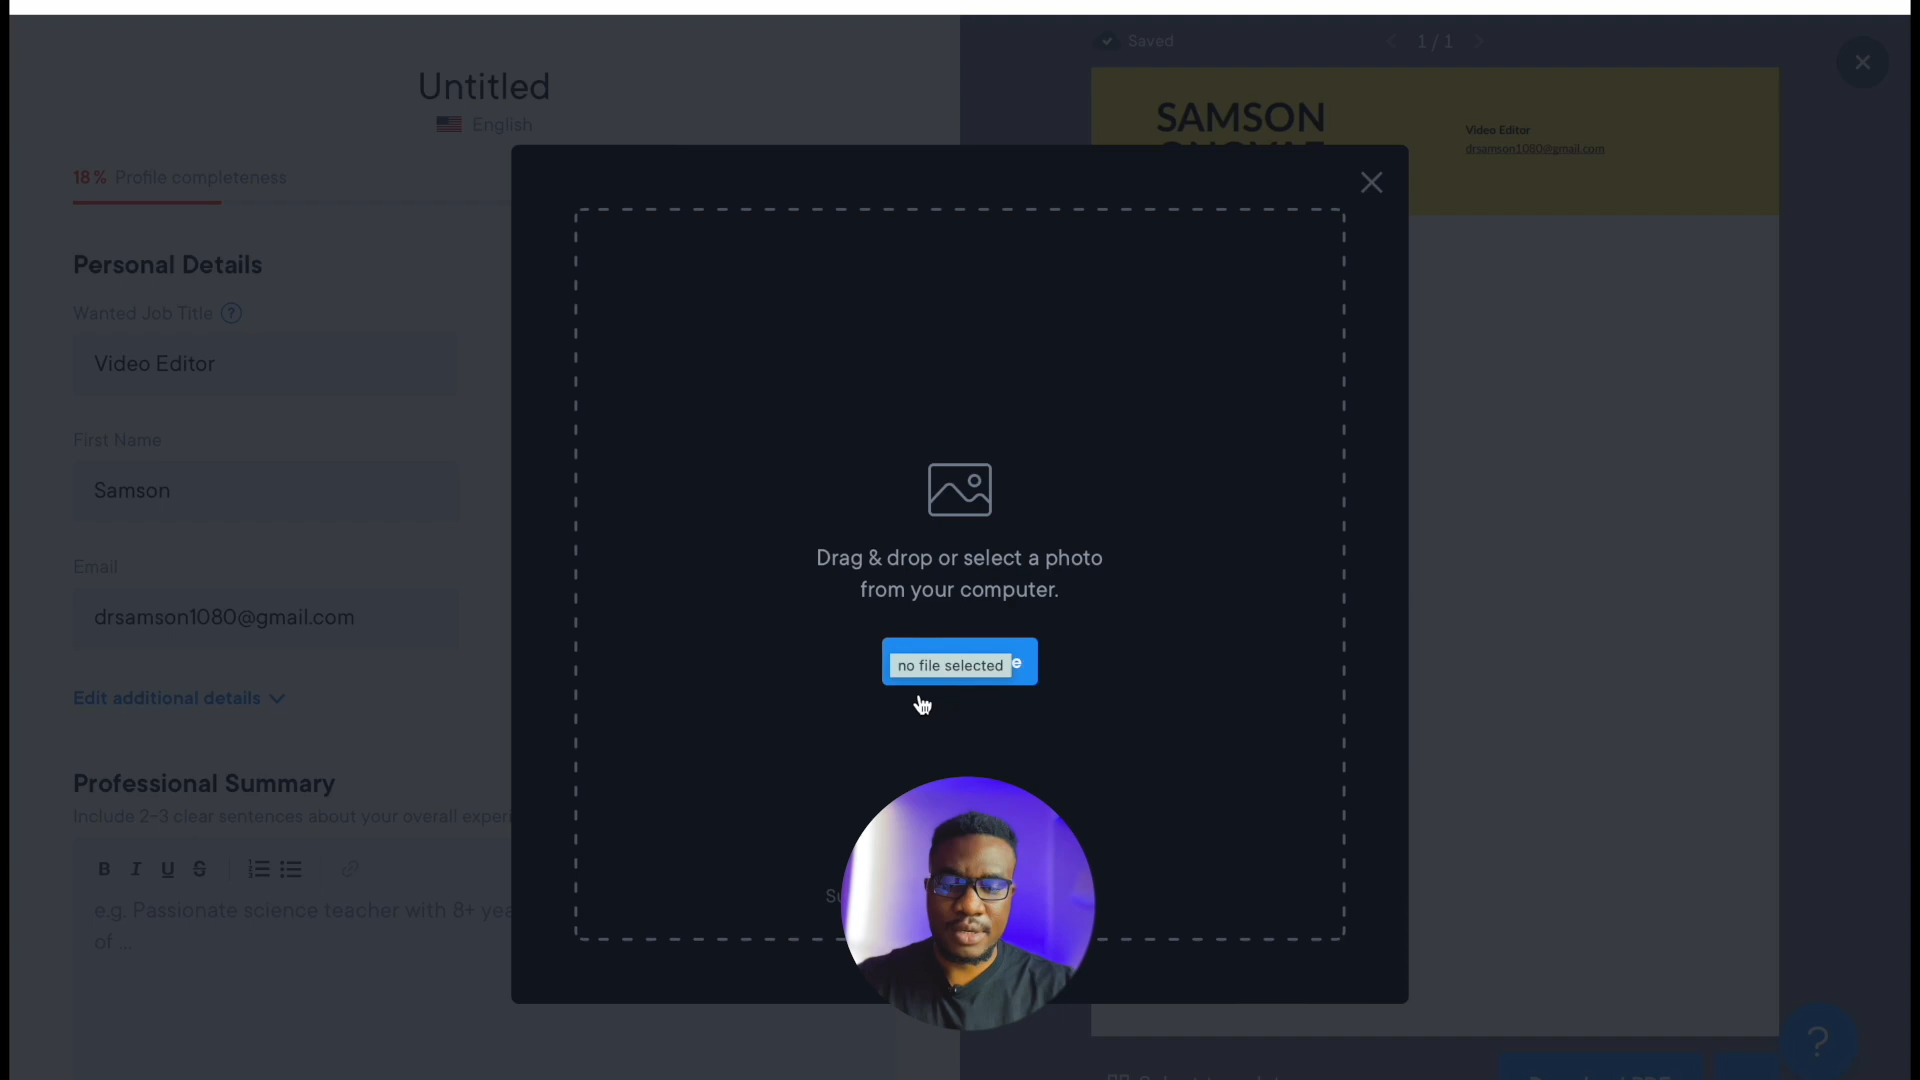 Saved
1 / 1
Untitled
English
SAMSON
Video Editor
drsamson1080@gmail.com
18% Profile completeness
Personal Details
Wanted Job Title ?
Video Editor
First Name
Samson
Email
drsamson1080@gmail.com
Edit additional details
Professional Summary
Include 2-3 clear sentences about your overall experi
B I U S
e.g. Passionate science teacher with 8+ yea
of ...
Drag & drop or select a photo
from your computer.
no file selected
?